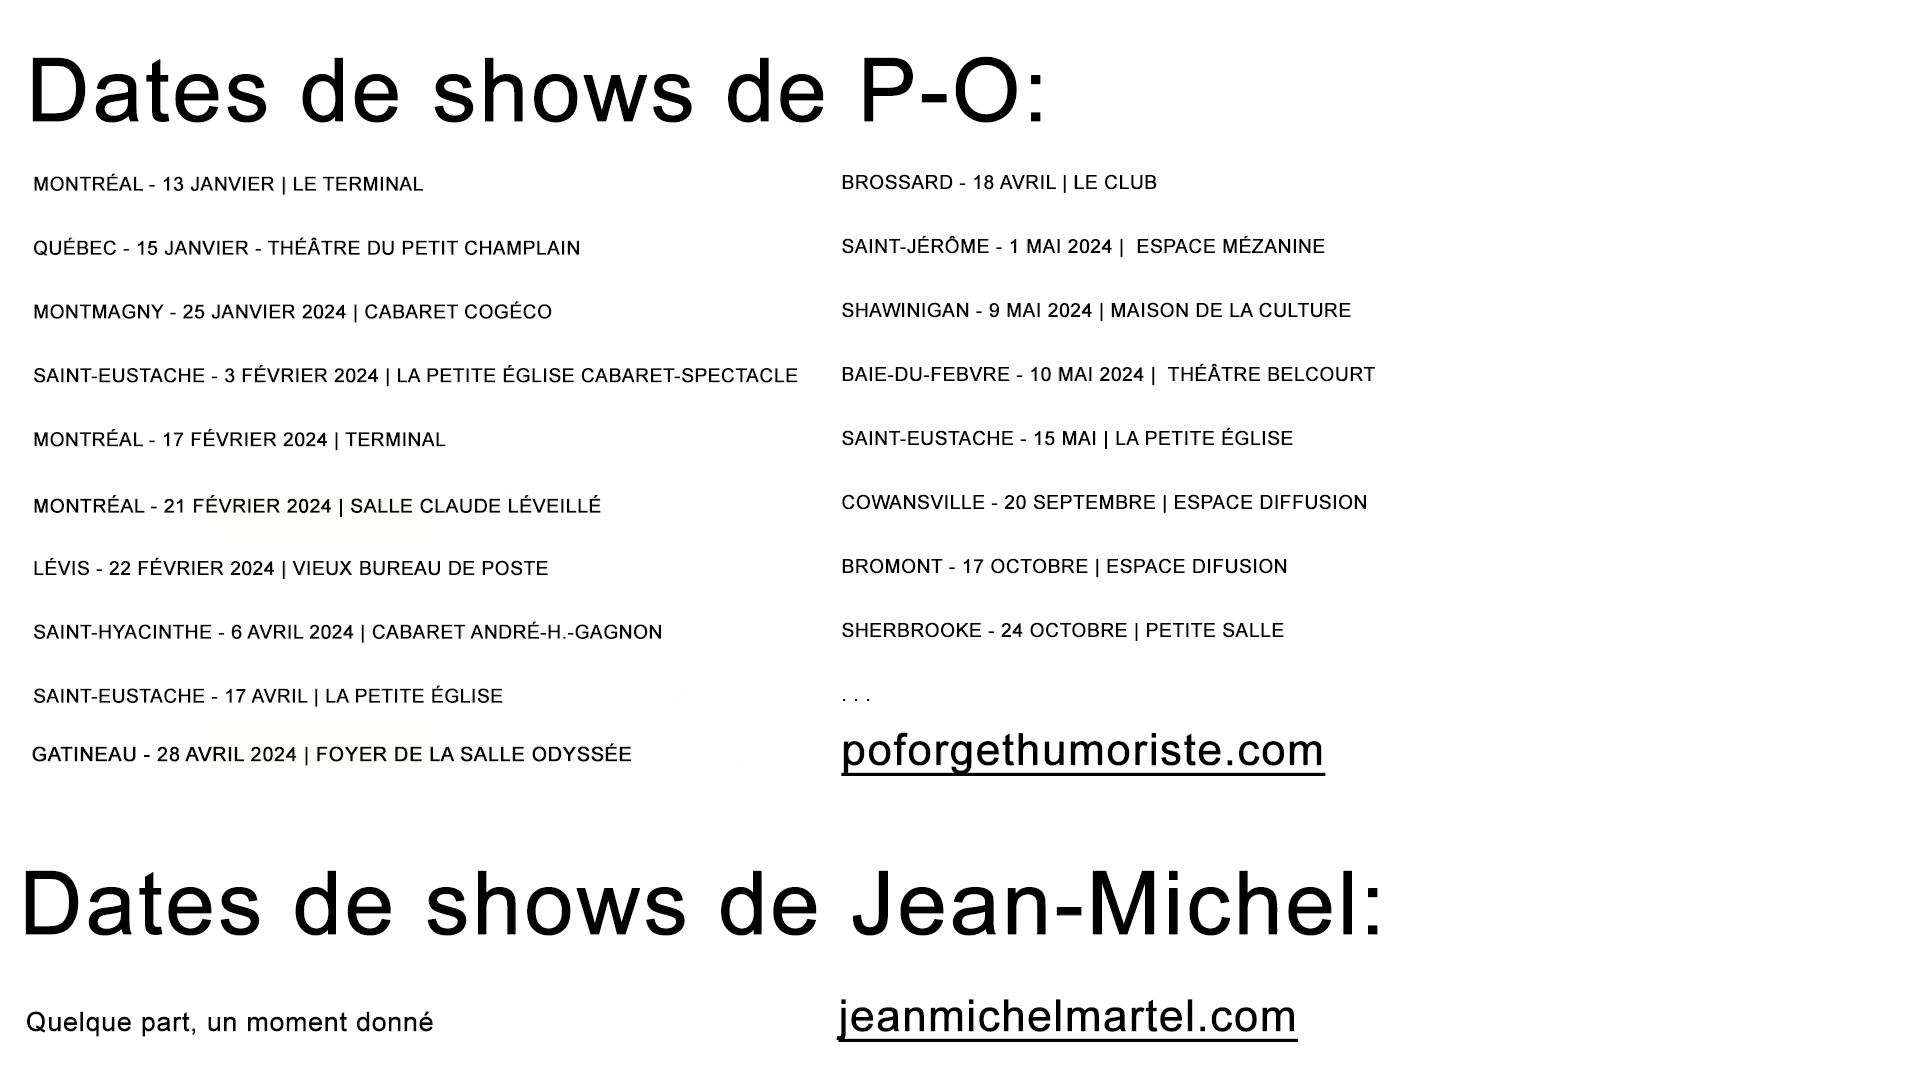 Dates de shows de P-O:
MONTRÉAL - 13 JANVIER | LE TERMINAL
QUÉBEC - 15 JANVIER - THÉÂTRE DU PETIT CHAMPLAIN
MONTMAGNY - 25 JANVIER 2024 | CABARET COGÉCO
SAINT-EUSTACHE - 3 FÉVRIER 2024 | LA PETITE ÉGLISE CABARET-SPECTACLE
MONTRÉAL - 17 FÉVRIER 2024 | TERMINAL
MONTRÉAL - 21 FÉVRIER 2024 | SALLE CLAUDE LÉVEILLÉ
LÉVIS - 22 FÉVRIER 2024 | VIEUX BUREAU DE POSTE
SAINT-HYACINTHE - 6 AVRIL 2024 | CABARET ANDRÉ-H.-GAGNON
SAINT-EUSTACHE - 17 AVRIL | LA PETITE ÉGLISE
GATINEAU - 28 AVRIL 2024 | FOYER DE LA SALLE ODYSSÉE
BROSSARD - 18 AVRIL | LE CLUB
SAINT-JÉRÔME - 1 MAI 2024 | ESPACE MÉZANINE
SHAWINIGAN - 9 MAI 2024 | MAISON DE LA CULTURE
BAIE-DU-FEBVRE - 10 MAI 2024 | THÉÂTRE BELCOURT
SAINT-EUSTACHE - 15 MAI | LA PETITE ÉGLISE
COWANSVILLE - 20 SEPTEMBRE | ESPACE DIFFUSION
BROMONT - 17 OCTOBRE | ESPACE DIFUSION
SHERBROOKE - 24 OCTOBRE | PETITE SALLE
. . .
poforgethumoriste.com
Dates de shows de Jean-Michel:
Quelque part, un moment donné
jeanmichelmartel.com